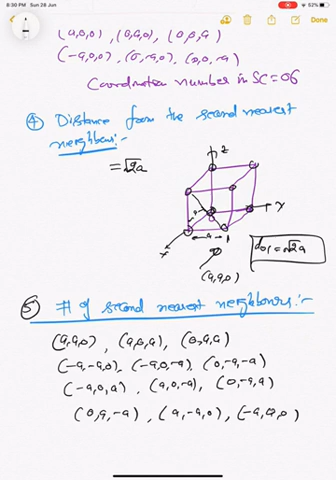 8:30 PM Sun 28 Jun
52%
Done
(a,0,0), (0,a,0), (0,0,a)
(-a,0,0), (0,-a,0), (0,0,-a)
Coordination number in SC = 06
④ Distance from the second nearest
neighbour:-
= √2a
z
y
x
a
(a,a,0)
= √2a
⑤ # of second nearest neighbours:-
(a,a,0), (a,0,a), (0,a,a)
(-a,-a,0), (-a,0,-a), (0,-a,-a)
(-a,0,a), (a,0,-a), (0,-a,a)
(0,a,-a), (a,-a,0), (-a,a,0)